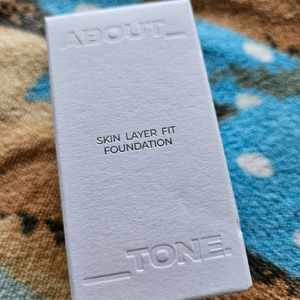 ABOUT_
SKIN LAYER FIT
FOUNDATION
_TONE.